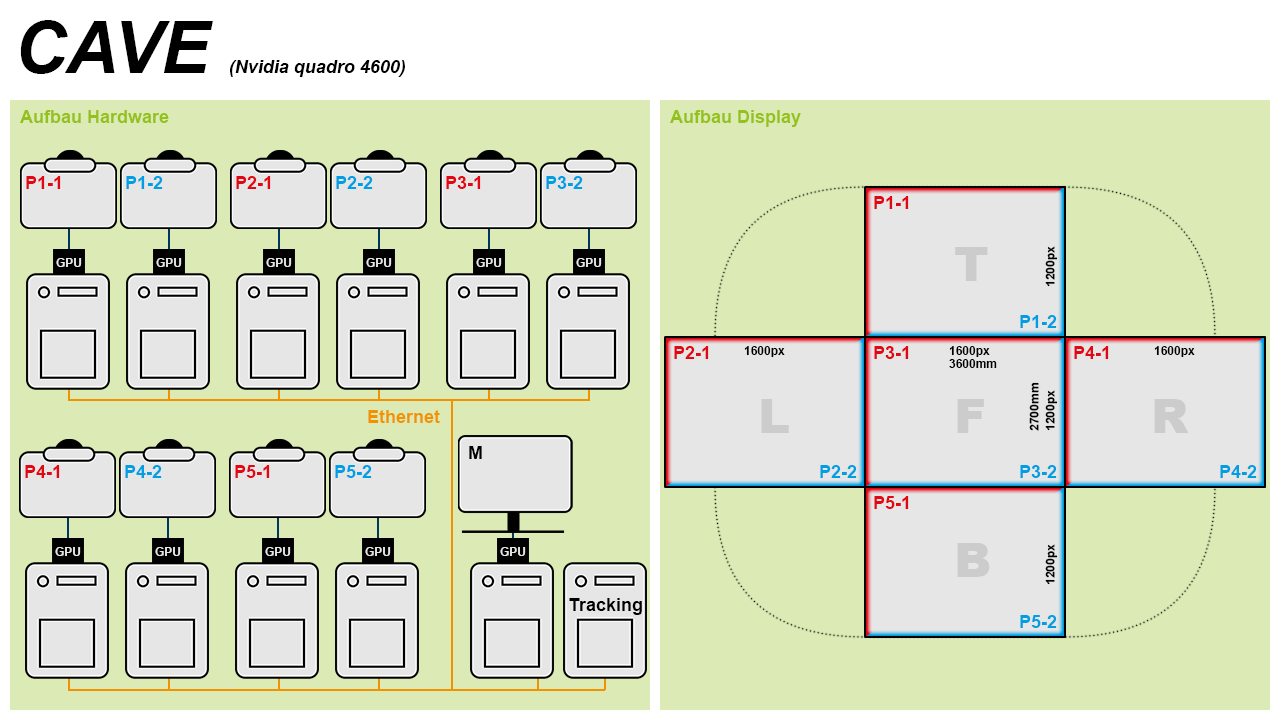 CAVE (Nvidia quadro 4600)
Aufbau Hardware
P1-1 P1-2 P2-1 P2-2 P3-1 P3-2
GPU GPU GPU GPU GPU GPU
Ethernet
P4-1 P4-2 P5-1 P5-2 M
GPU GPU GPU GPU GPU
Tracking
Aufbau Display
P1-1
T
1200px
P1-2
P2-1 1600px
L
P2-2
P3-1 1600px
3600mm
F
2700mm
1200px
P3-2
P4-1 1600px
R
P4-2
P5-1
B
1200px
P5-2